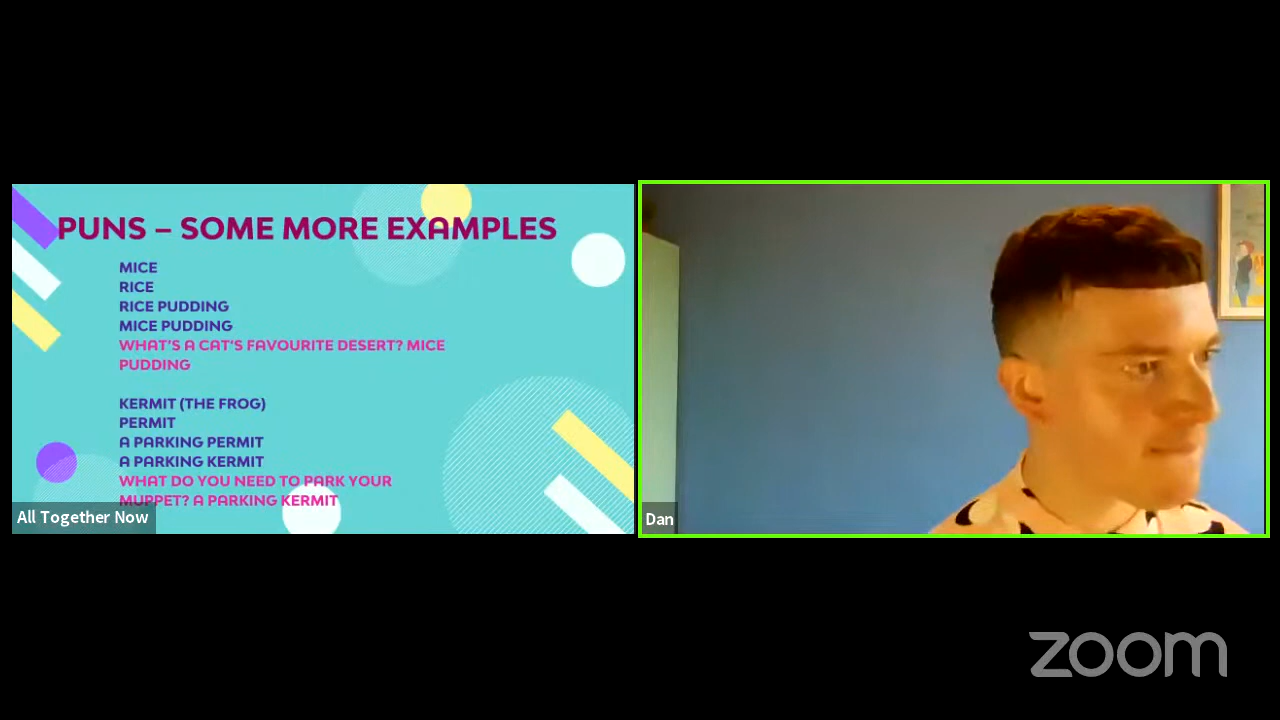 PUNS – SOME MORE EXAMPLES
MICE
RICE
RICE PUDDING
MICE PUDDING
WHAT'S A CAT'S FAVOURITE DESERT? MICE
PUDDING
KERMIT (THE FROG)
PERMIT
A PARKING PERMIT
A PARKING KERMIT
WHAT DO YOU NEED TO PARK YOUR
MUPPET? A PARKING KERMIT
All Together Now
Dan
zoom